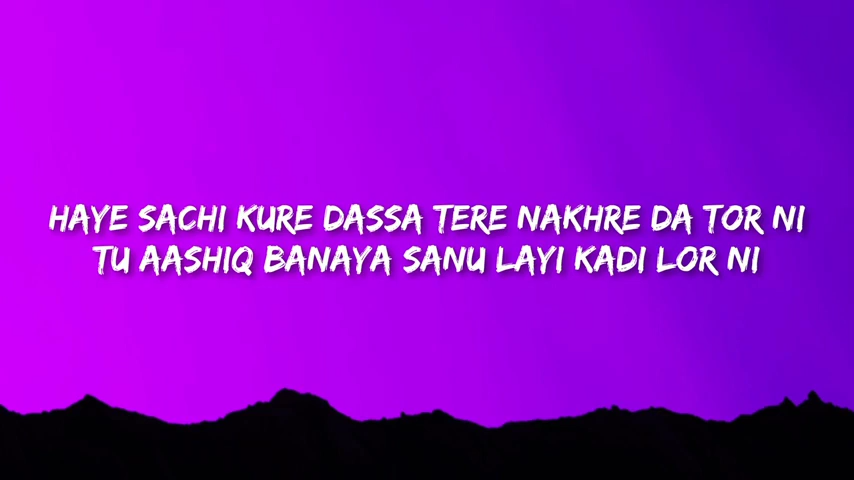 HAYE SACHI KURE DASSA TERE NAKHRE DA TOR NI
TU AASHIQ BANAYA SANU LAYI KADI LOR NI